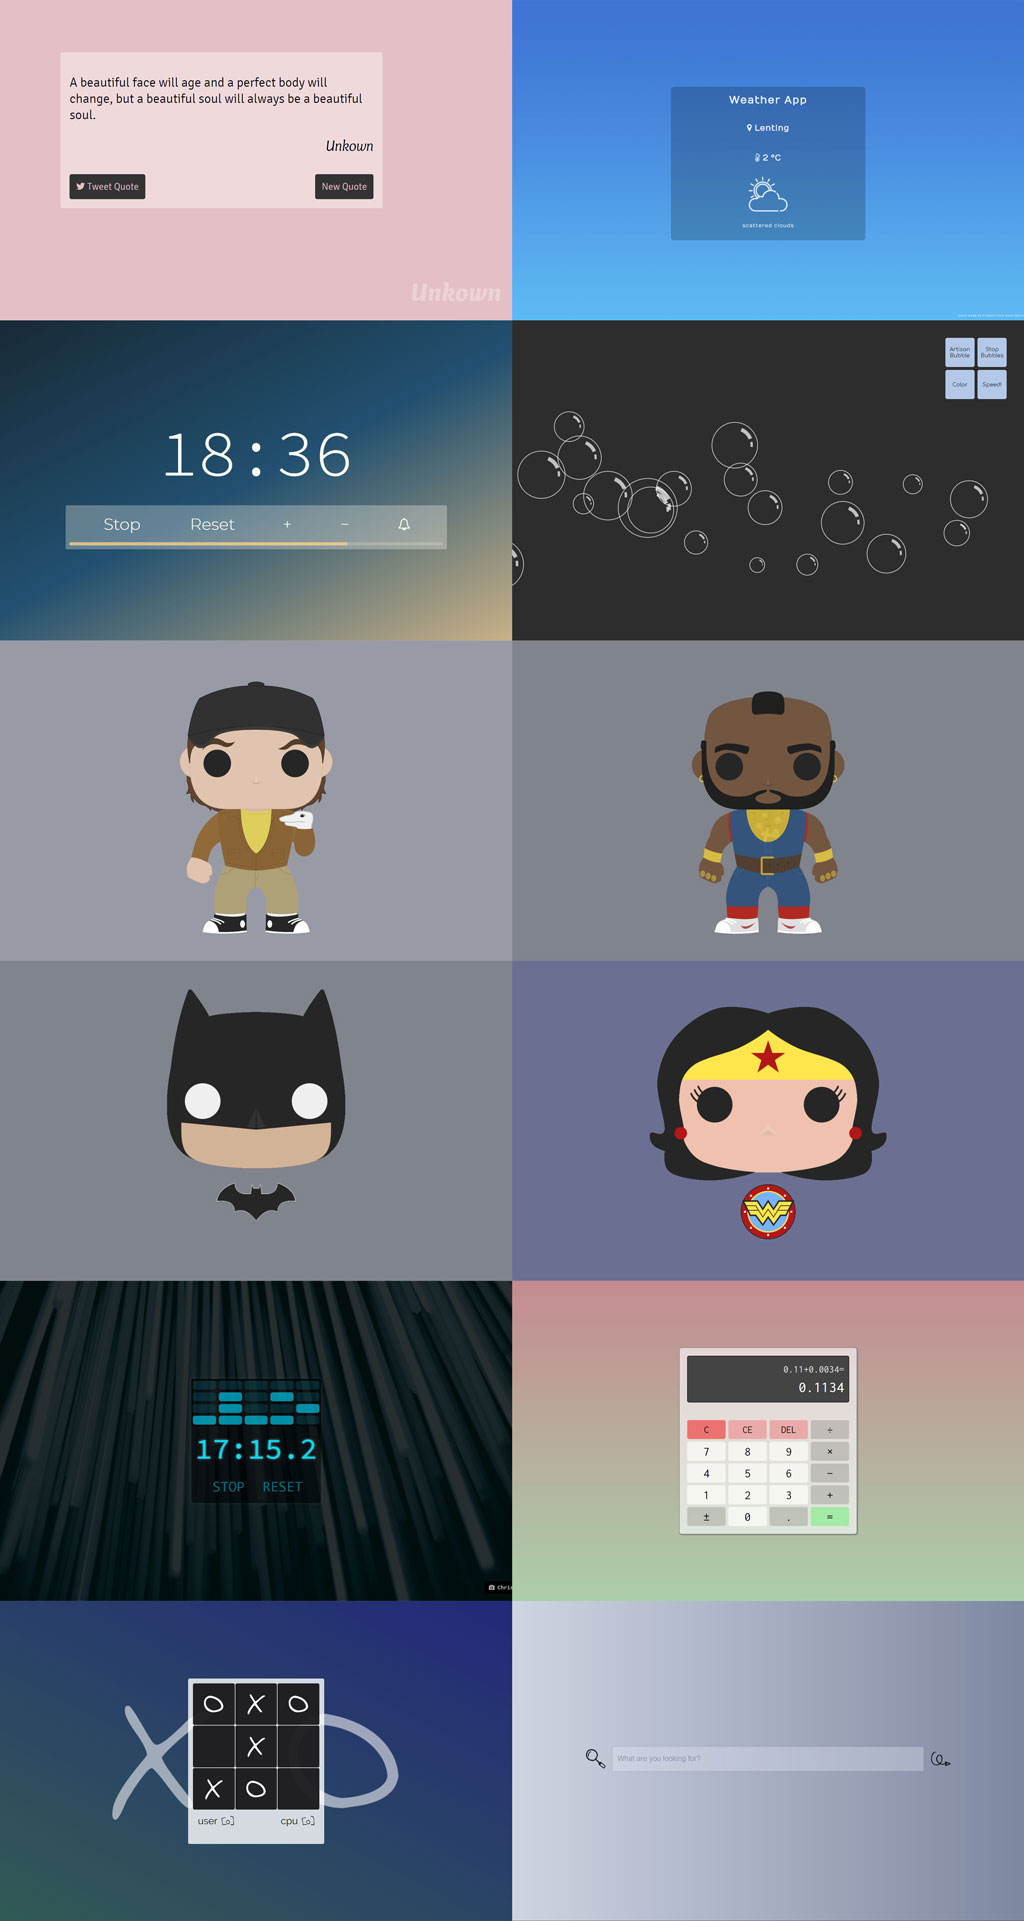 A beautiful face will age and a perfect body will
change, but a beautiful soul will always be a beautiful
soul.
Unkown
Tweet Quote
New Quote
Unkown
Weather App
Lenting
2 °C
scattered clouds
18:36
Stop Reset + −
Artisan
Bubble
Stop
Bubbles
Color
Speed!
17:15.2
STOP RESET
Chri
0.11+0.0034=
0.1134
C CE DEL ÷
7 8 9 ×
4 5 6 −
1 2 3 +
± 0 . =
X O
O X O
X
X O
user [0] cpu [0]
What are you looking for?